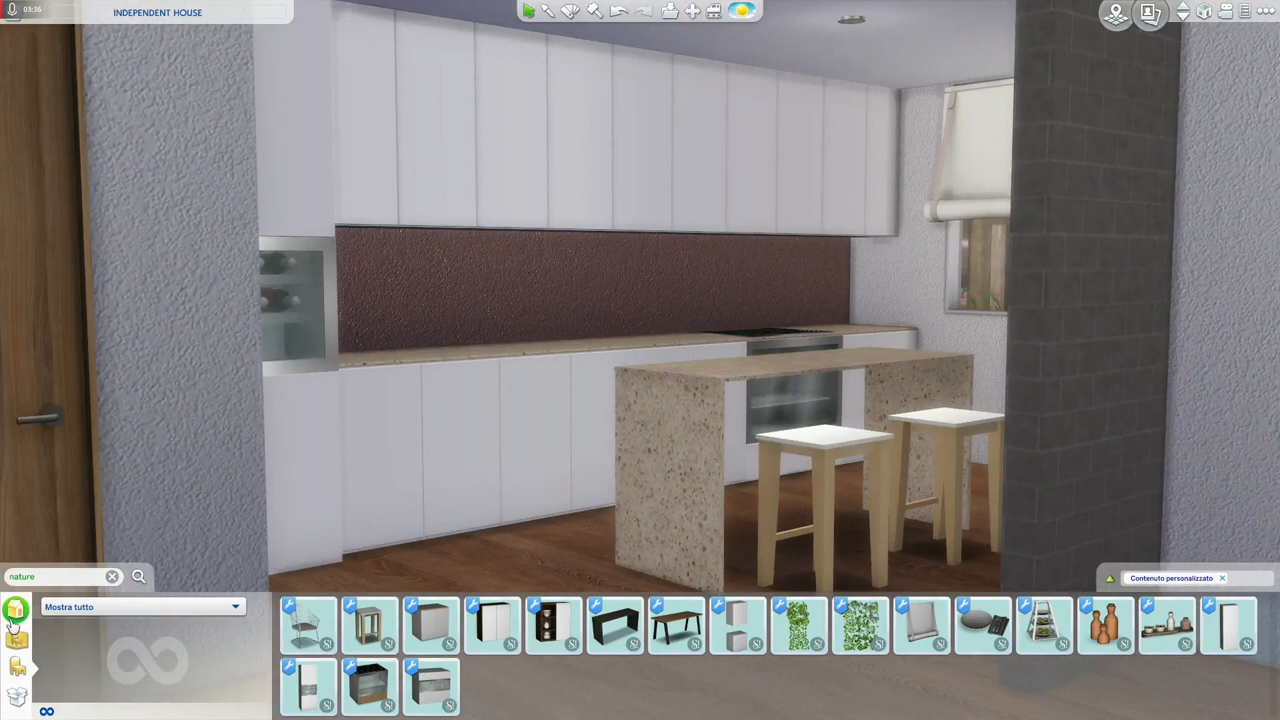 03:36
INDEPENDENT HOUSE
nature
Contenuto personalizzato
Mostra tutto